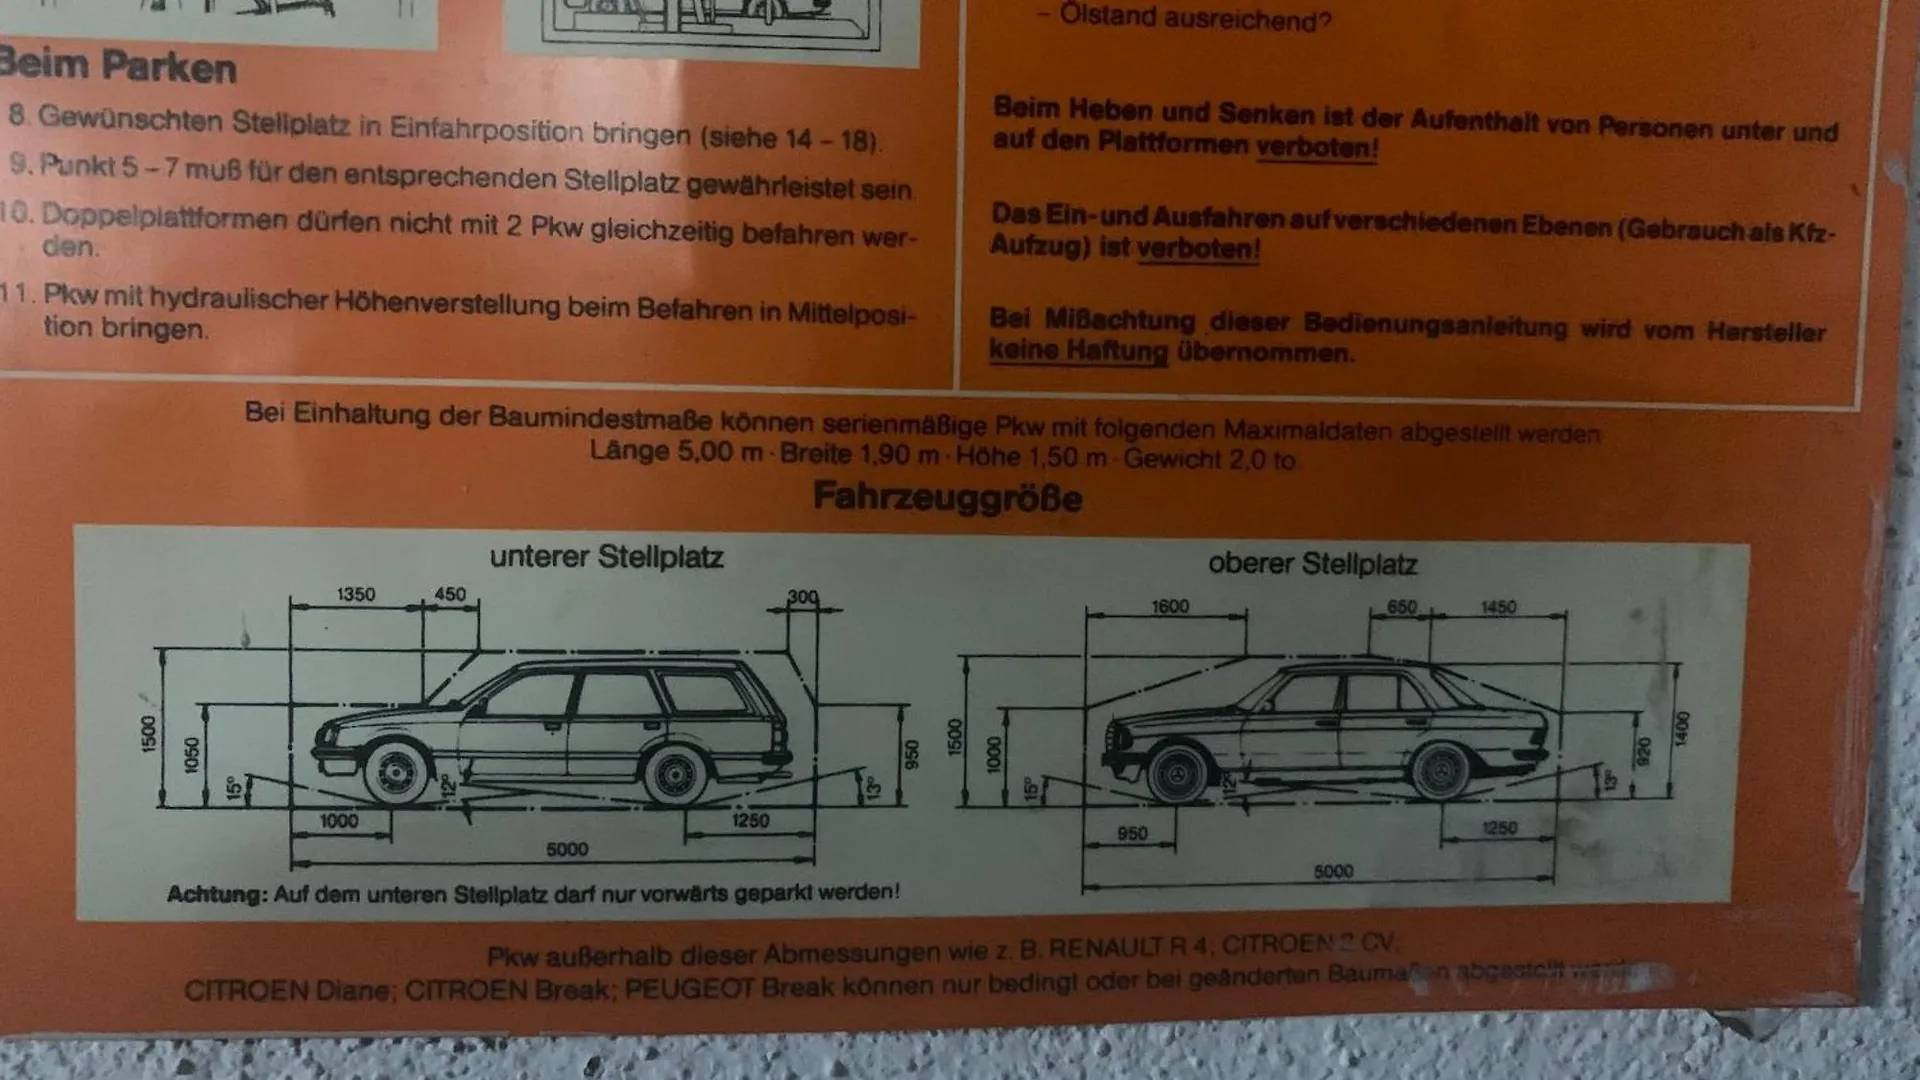 Beim Parken
8. Gewünschten Stellplatz in Einfahrposition bringen (siehe 14 – 18).
9. Punkt 5 – 7 muß für den entsprechenden Stellplatz gewährleistet sein
10. Doppelplattformen dürfen nicht mit 2 Pkw gleichzeitig befahren wer-
den.
11. Pkw mit hydraulischer Höhenverstellung beim Befahren in Mittelposi-
tion bringen.
– Ölstand ausreichend?
Beim Heben und Senken ist der Aufenthalt von Personen unter und
auf den Plattformen verboten!
Das Ein- und Ausfahren auf verschiedenen Ebenen (Gebrauch als Kfz-
Aufzug) ist verboten!
Bei Mißachtung dieser Bedienungsanleitung wird vom Hersteller
keine Haftung übernommen.
Bei Einhaltung der Baumindestmaße können serienmäßige Pkw mit folgenden Maximaldaten abgestellt werden
Länge 5,00 m · Breite 1,90 m · Höhe 1,50 m · Gewicht 2,0 to
Fahrzeuggröße
unterer Stellplatz
1350 450 300
1500 1050 15° 12° 13° 950
1000 1250
5000
Achtung: Auf dem unteren Stellplatz darf nur vorwärts geparkt werden!
oberer Stellplatz
1600 650 1450
1500 1000 15° 12° 13° 920 1400
950 1250
5000
Pkw außerhalb dieser Abmessungen wie z. B. RENAULT R 4; CITROEN 2 CV;
CITROEN Diane; CITROEN Break; PEUGEOT Break können nur bedingt oder bei geänderten Baumaßen abgestellt